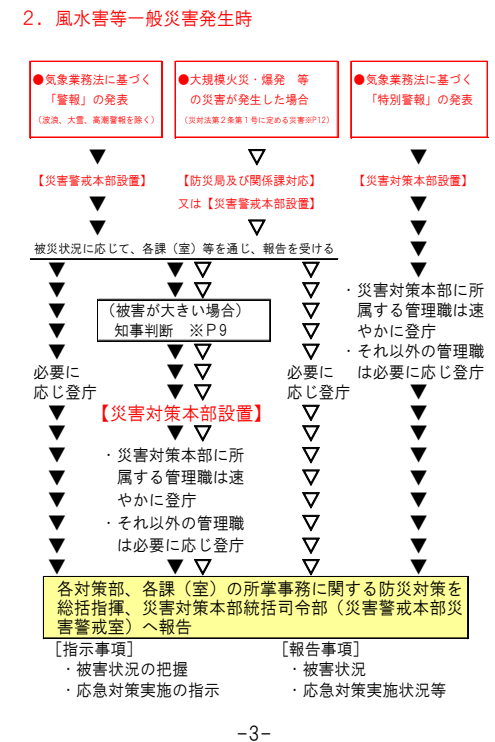 2．風水害等一般災害発生時
●気象業務法に基づく
「警報」の発表
（波浪、大雪、高潮警報を除く）
●大規模火災・爆発　等
の災害が発生した場合
（災対法第２条第１号に定める災害※P12）
●気象業務法に基づく
「特別警報」の発表
▼
▽
▼
【災害警戒本部設置】
【防災局及び関係課対応】
又は【災害警戒本部設置】
【災害対策本部設置】
被災状況に応じて、各課（室）等を通じ、報告を受ける
（被害が大きい場合）
知事判断　※Ｐ9
必要に
応じ登庁
必要に
応じ登庁
・災害対策本部に所
属する管理職は速
やかに登庁
・それ以外の管理職
は必要に応じ登庁
【災害対策本部設置】
・災害対策本部に所
属する管理職は速
やかに登庁
・それ以外の管理職
は必要に応じ登庁
各対策部、各課（室）の所掌事務に関する防災対策を
総括指揮、災害対策本部統括司令部（災害警戒本部災
害警戒室）へ報告
［指示事項］
・被害状況の把握
・応急対策実施の指示
［報告事項］
・被害状況
・応急対策実施状況等
-3-